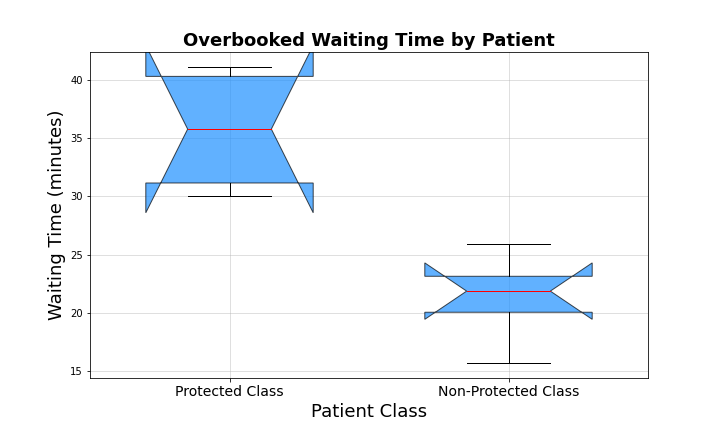 Overbooked Waiting Time by Patient
Waiting Time (minutes)
40
35
30
25
20
15
Protected Class
Non-Protected Class
Patient Class